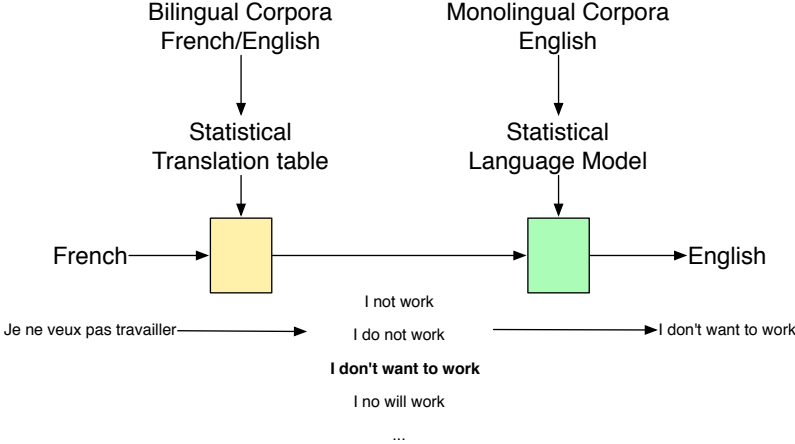 Bilingual Corpora
French/English
Monolingual Corpora
English
Statistical
Translation table
Statistical
Language Model
French
English
I not work
Je ne veux pas travailler
I do not work
I don't want to work
I don't want to work
I no will work
...